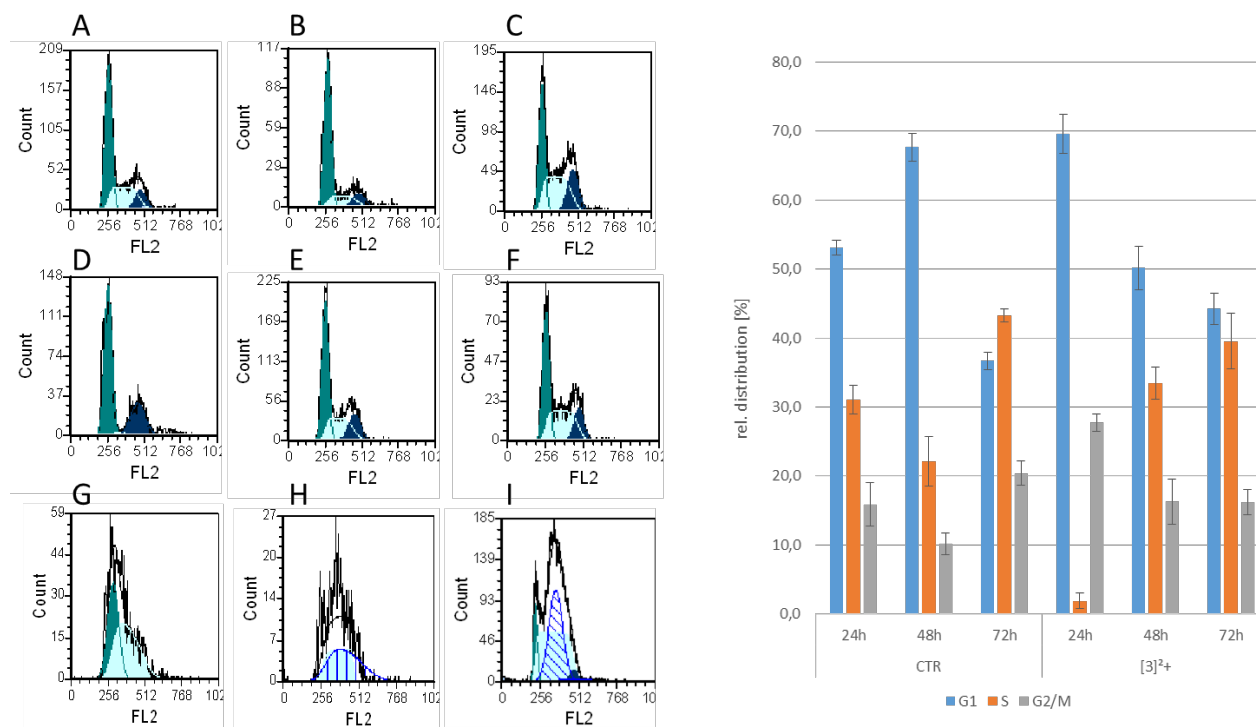 A B C
209
157
105
52
0
Count
0 256 512 768 102
FL2
117
88
59
29
0
Count
0 256 512 768 102
FL2
195
146
98
49
0
Count
0 256 512 768 102
FL2
D E F
148
111
74
37
0
Count
0 256 512 768 102
FL2
225
169
113
56
0
Count
0 256 512 768 102
FL2
93
70
47
23
0
Count
0 256 512 768 102
FL2
G H I
59
44
30
15
0
Count
0 256 512 768 102
FL2
27
20
14
7
0
Count
0 256 512 768 102
FL2
185
139
93
46
0
Count
0 256 512 768 102
FL2
80,0
70,0
60,0
50,0
40,0
30,0
20,0
10,0
0,0
rel. distribution [%]
24h 48h 72h 24h 48h 72h
CTR [3]²+
G1 S G2/M